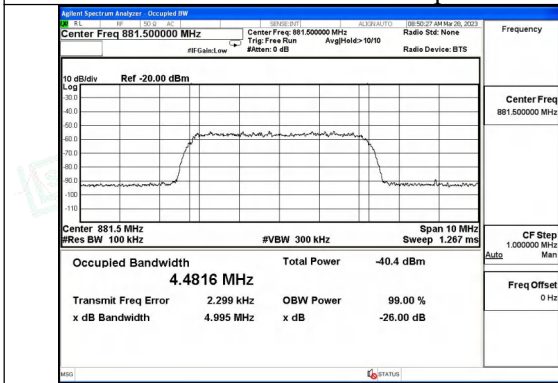 Agilent Spectrum Analyzer - Occupied BW
RL RF 50 Ω AC SENSE:INT ALIGN AUTO 08:50:27 AM Mar 28, 2023
Center Freq 881.500000 MHz
Center Freq: 881.500000 MHz
Radio Std: None
Trig: Free Run Avg|Hold:> 10/10
#IFGain:Low #Atten: 0 dB Radio Device: BTS
Frequency
10 dB/div Ref -20.00 dBm
Log
-30.0
-40.0
-50.0
-60.0
-70.0
-80.0
-90.0
-100
-110
Center Freq
881.500000 MHz
Center 881.5 MHz Span 10 MHz
#Res BW 100 kHz #VBW 300 kHz Sweep 1.267 ms
CF Step
1.000000 MHz
Auto Man
Occupied Bandwidth Total Power -40.4 dBm
4.4816 MHz
Freq Offset
0 Hz
Transmit Freq Error 2.299 kHz OBW Power 99.00 %
x dB Bandwidth 4.995 MHz x dB -26.00 dB
MSG STATUS